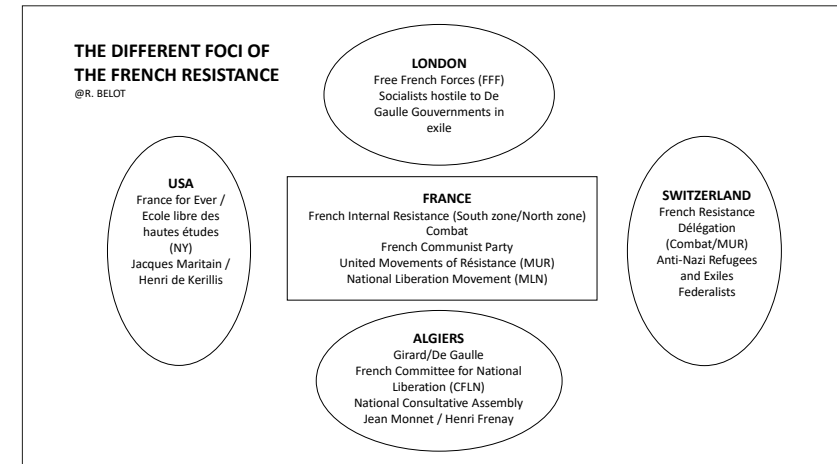 THE DIFFERENT FOCI OF
THE FRENCH RESISTANCE
@R. BELOT
LONDON
Free French Forces (FFF)
Socialists hostile to De
Gaulle Gouvernments in
exile
USA
France for Ever /
Ecole libre des
hautes études
(NY)
Jacques Maritain /
Henri de Kerillis
FRANCE
French Internal Resistance (South zone/North zone)
Combat
French Communist Party
United Movements of Résistance (MUR)
National Liberation Movement (MLN)
SWITZERLAND
French Resistance
Délégation
(Combat/MUR)
Anti-Nazi Refugees
and Exiles
Federalists
ALGIERS
Girard/De Gaulle
French Committee for National
Liberation (CFLN)
National Consultative Assembly
Jean Monnet / Henri Frenay